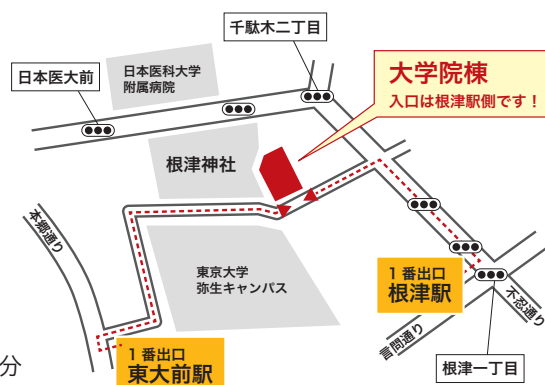 千駄木二丁目
日本医大前
日本医科大学
附属病院
大学院棟
入口は根津駅側です！
根津神社
本郷通り
東京大学
弥生キャンパス
1番出口
根津駅
不忍通り
言問通り
根津一丁目
1番出口
東大前駅
分